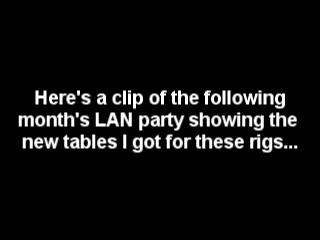 Here's a clip of the following
month's LAN party showing the
new tables I got for these rigs...